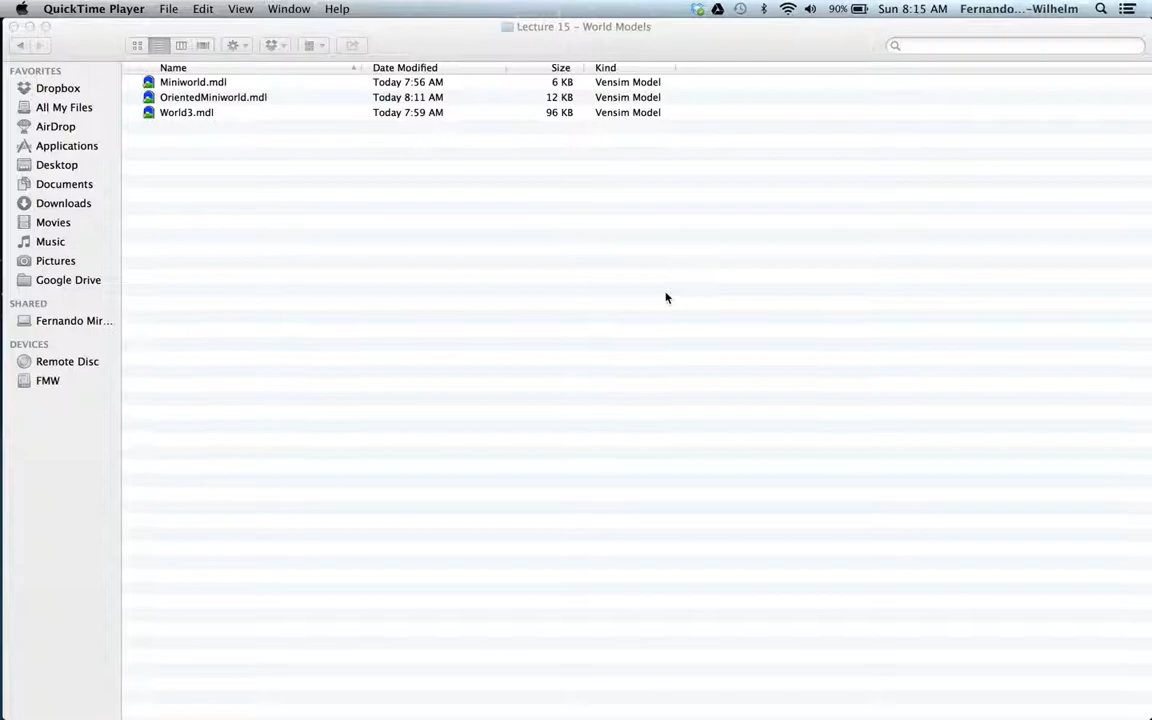 QuickTime Player File Edit View Window Help 90% Sun 8:15 AM Fernando...-Wilhelm
Lecture 15 – World Models
FAVORITES
Dropbox
All My Files
AirDrop
Applications
Desktop
Documents
Downloads
Movies
Music
Pictures
Google Drive
SHARED
Fernando Mir...
DEVICES
Remote Disc
FMW
Name Date Modified Size Kind
Miniworld.mdl Today 7:56 AM 6 KB Vensim Model
OrientedMiniworld.mdl Today 8:11 AM 12 KB Vensim Model
World3.mdl Today 7:59 AM 96 KB Vensim Model